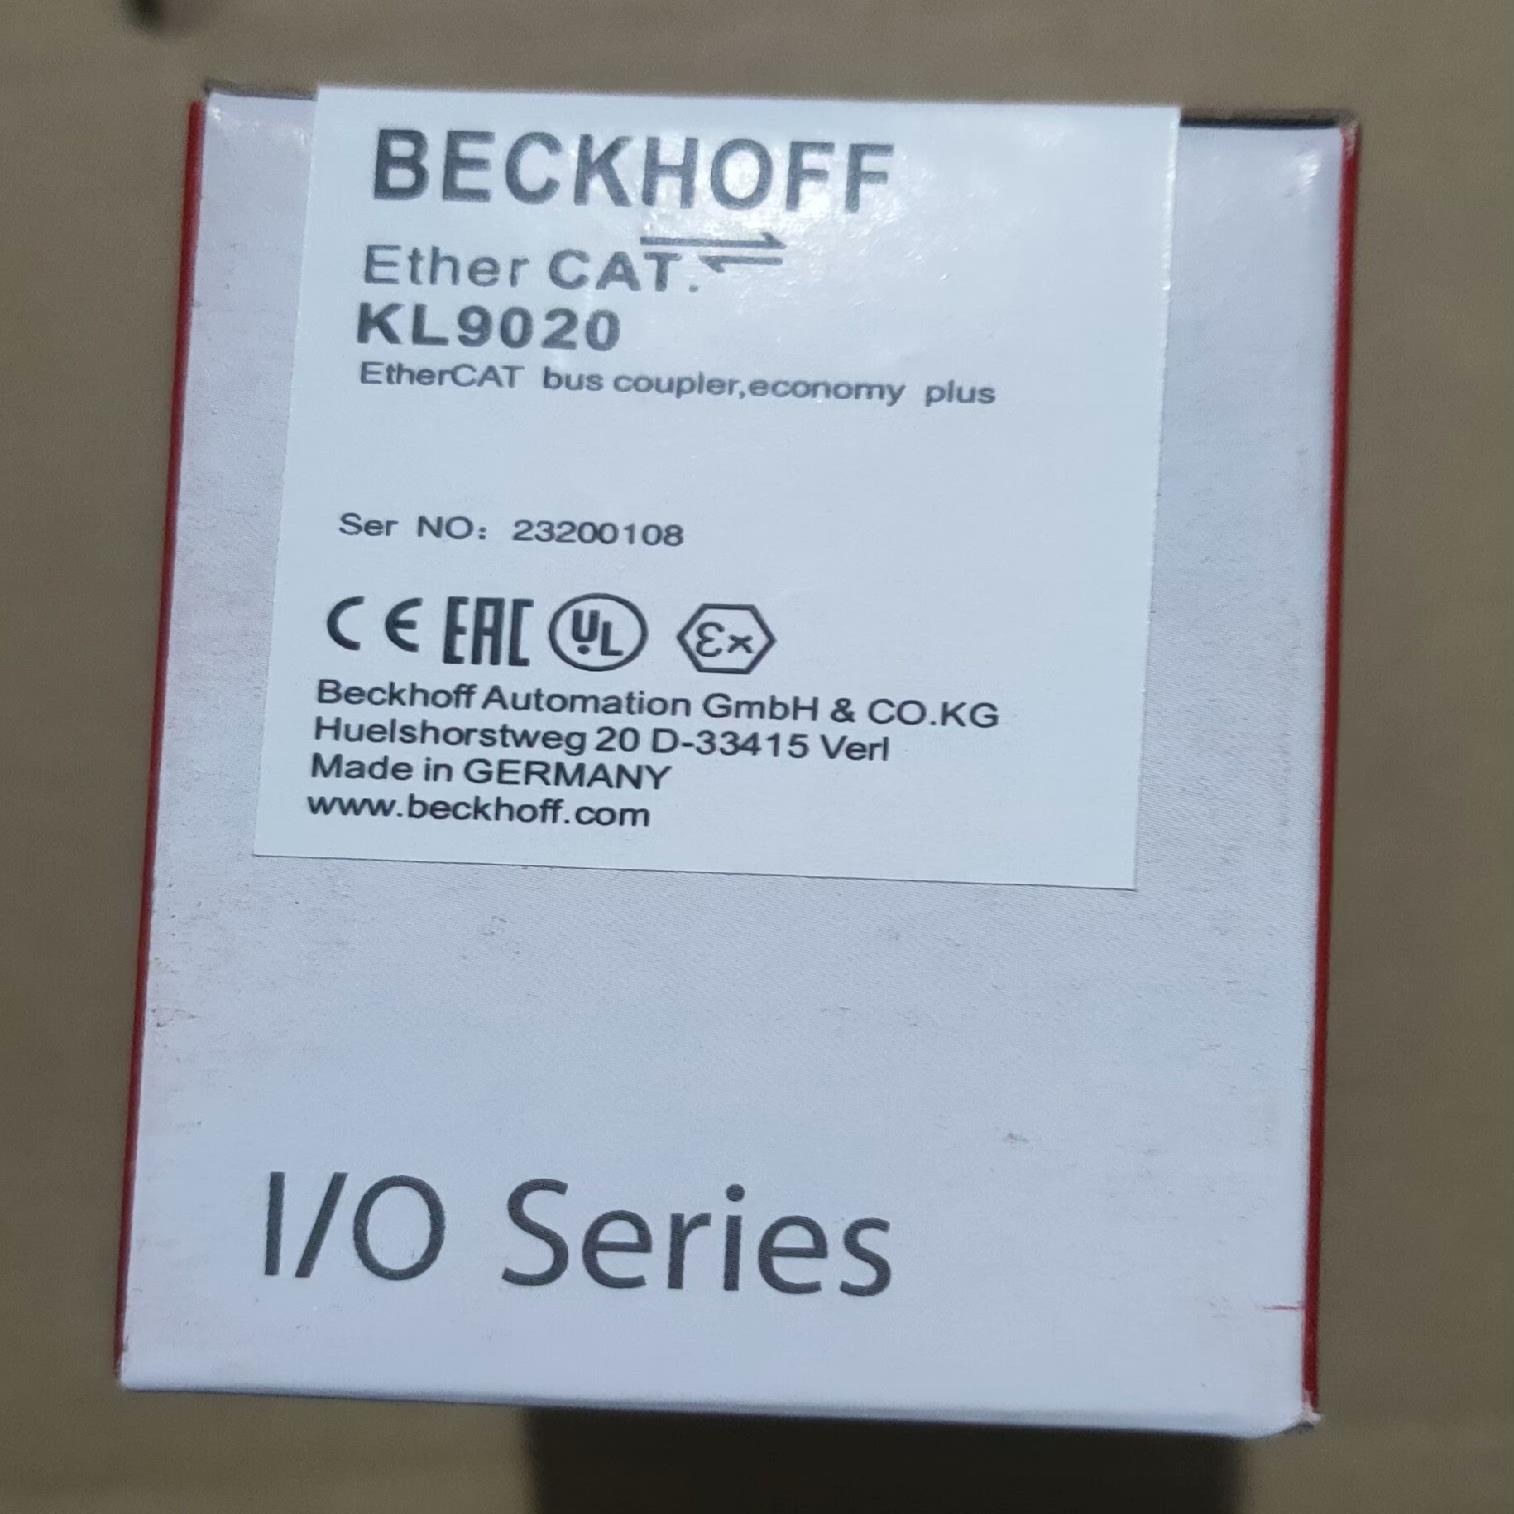 BECKHOFF
Ether CAT.
KL9020
EtherCAT bus coupler,economy plus
Ser NO: 23200108
CE EAC UL Ex
Beckhoff Automation GmbH & CO.KG
Huelshorstweg 20 D-33415 Verl
Made in GERMANY
www.beckhoff.com
I/O Series